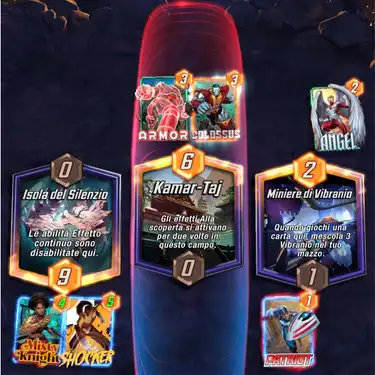 3
3
2
ARMOR
COLOSSUS
ANGEL
0
6
2
Isola del Silenzio
Le abilità Effetto
continuo sono
disabilitate qui.
Kamar-Taj
Gli effetti Alla
scoperta si attivano
per due volte in
questo campo.
Miniere di Vibranio
Quando giochi una
carta qui, mescola 3
Vibranio nel tuo
mazzo.
9
0
1
4
5
1
Misty
Knight
SHOCKER
PATRIOT